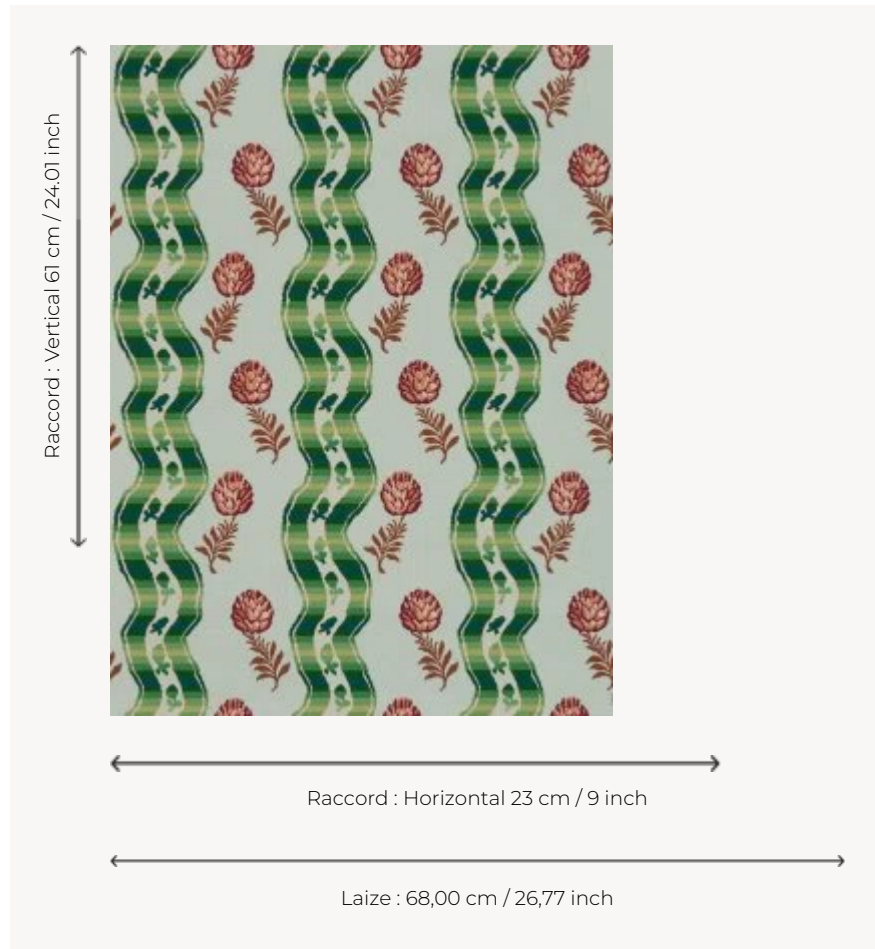 Raccord : Vertical 61 cm / 24.01 inch
Raccord : Horizontal 23 cm / 9 inch
Laize : 68,00 cm / 26,77 inch